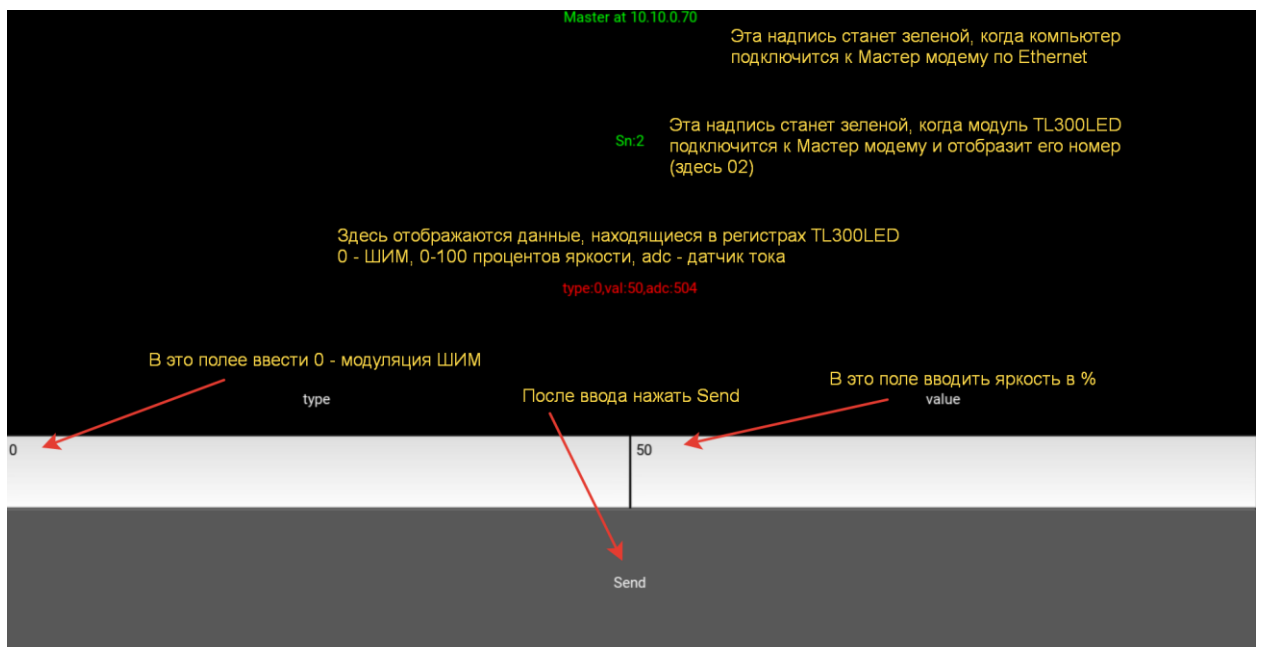 Master at 10.10.0.70
Эта надпись станет зеленой, когда компьютер
подключится к Мастер модему по Ethernet
Эта надпись станет зеленой, когда модуль TL300LED
Sn:2
подключится к Мастер модему и отобразит его номер
(здесь 02)
Здесь отображаются данные, находящиеся в регистрах TL300LED
0 - ШИМ, 0-100 процентов яркости, adc - датчик тока
type:0,val:50,adc:504
В это полее ввести 0 - модуляция ШИМ
В это поле вводить яркость в %
После ввода нажать Send
type
value
0
50
Send